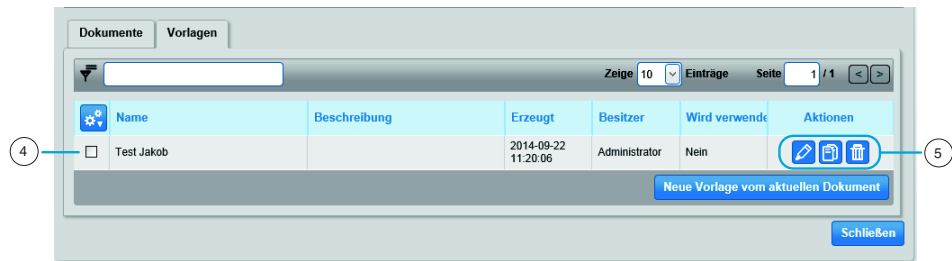 Dokumente Vorlagen
Zeige 10 Einträge Seite 1 / 1 < >
Name Beschreibung Erzeugt Besitzer Wird verwende Aktionen
4 Test Jakob 2014-09-22 Administrator Nein 5
11:20:06
Neue Vorlage vom aktuellen Dokument
Schließen